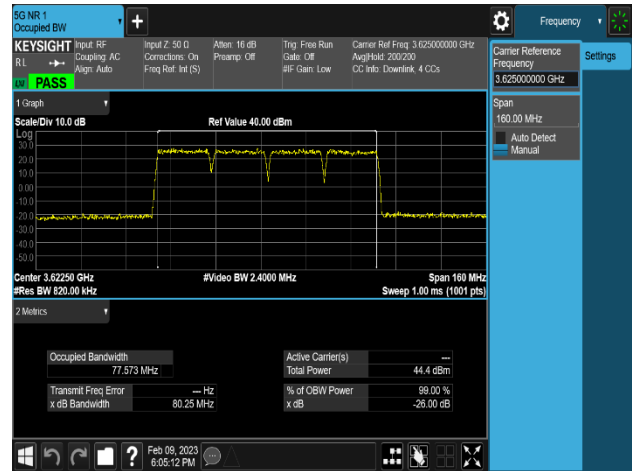 5G NR 1
Occupied BW
Frequency
KEYSIGHT
RL
Input: RF
Coupling: AC
Align: Auto
Input Z: 50 Ω
Corrections: On
Freq Ref: Int (S)
Atten: 16 dB
Preamp: Off
Trig: Free Run
Gate: Off
#IF Gain: Low
Carrier Ref Freq: 3.625000000 GHz
Avg|Hold: 200/200
CC Info: Downlink, 4 CCs
LXI
PASS
Carrier Reference
Frequency
3.625000000 GHz
Settings
Span
160.00 MHz
Auto Detect
Manual
1 Graph
Scale/Div 10.0 dB
Ref Value 40.00 dBm
Log
30.0
20.0
10.0
0.00
-10.0
-20.0
-30.0
-40.0
-50.0
Center 3.62250 GHz
#Video BW 2.4000 MHz
Span 160 MHz
#Res BW 820.00 kHz
Sweep 1.00 ms (1001 pts)
2 Metrics
Occupied Bandwidth
77.573 MHz
Active Carrier(s)
---
Total Power
44.4 dBm
Transmit Freq Error
--- Hz
x dB Bandwidth
80.25 MHz
% of OBW Power
99.00 %
x dB
-26.00 dB
?
Feb 09, 2023
6:05:12 PM